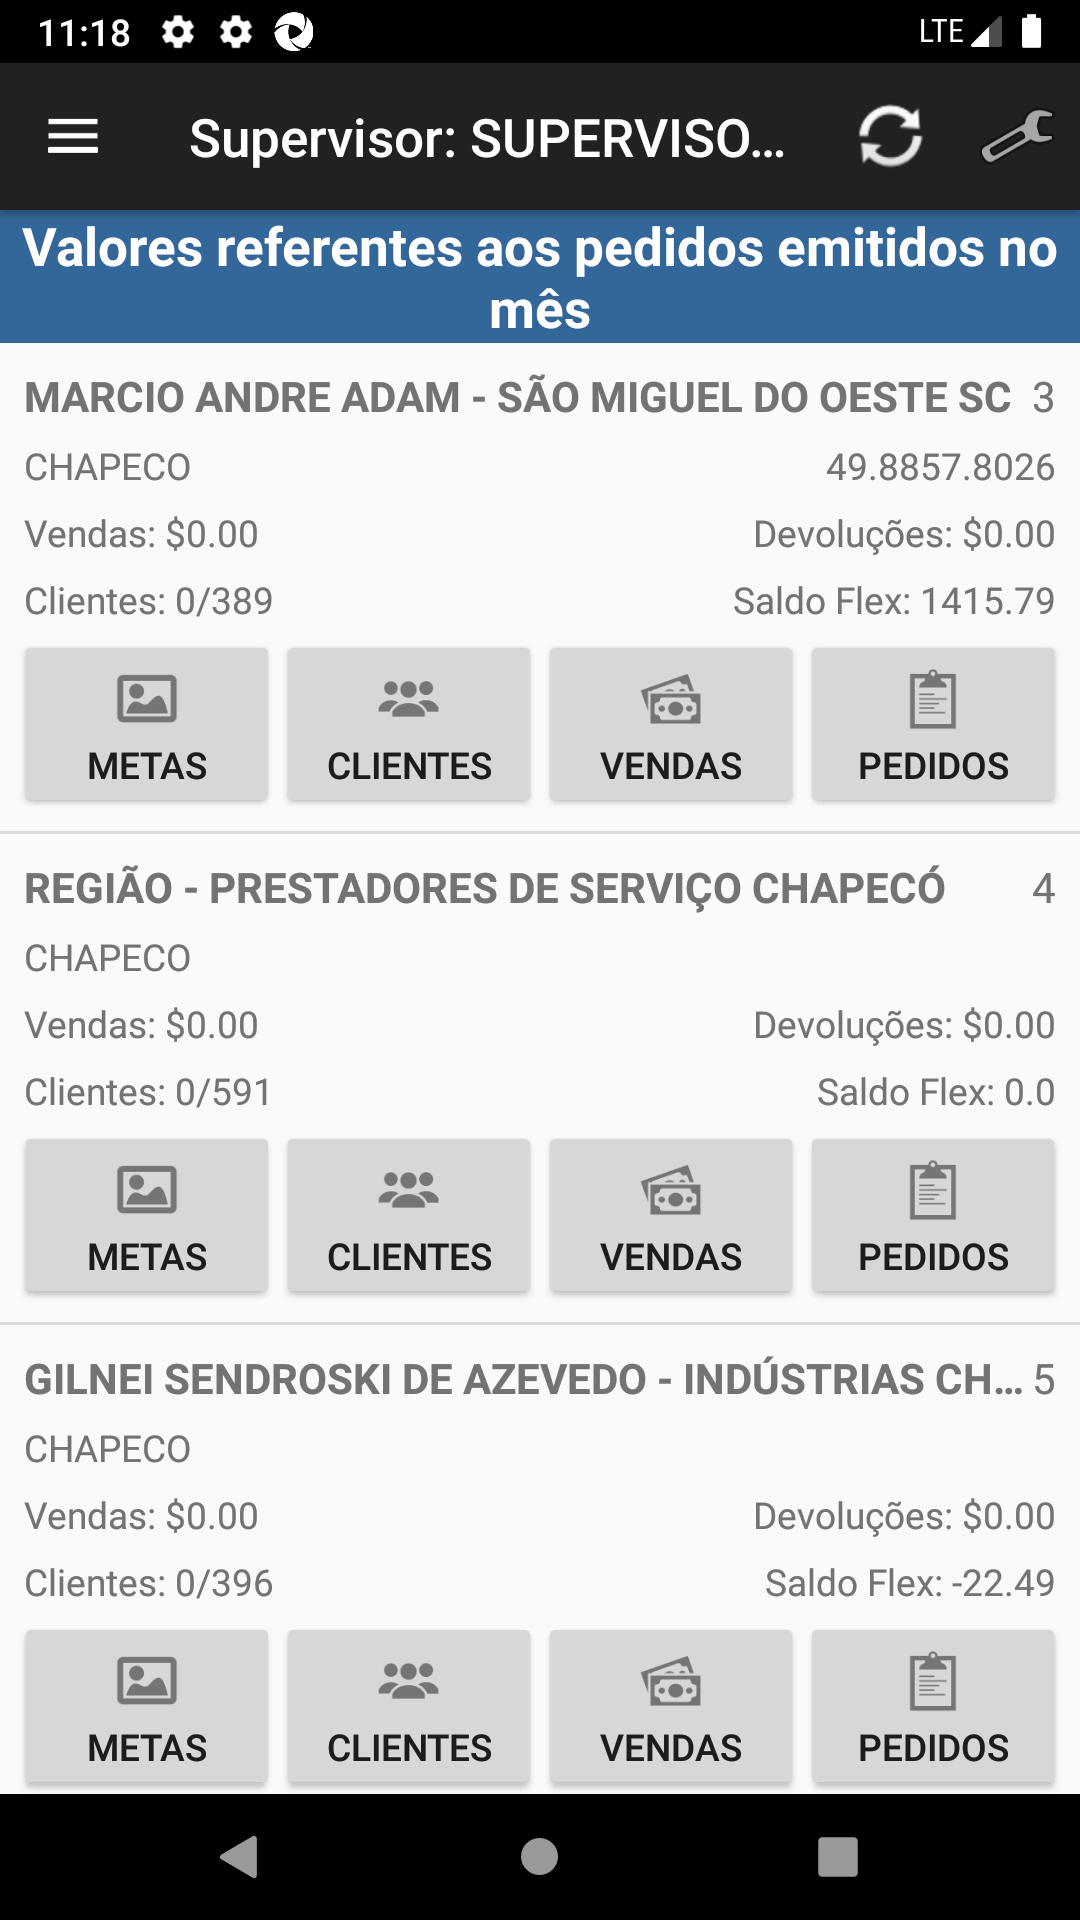 11:18 LTE
Supervisor: SUPERVISO...
Valores referentes aos pedidos emitidos no
mês
MARCIO ANDRE ADAM - SÃO MIGUEL DO OESTE SC 3
CHAPECO 49.8857.8026
Vendas: $0.00 Devoluções: $0.00
Clientes: 0/389 Saldo Flex: 1415.79
METAS CLIENTES VENDAS PEDIDOS
REGIÃO - PRESTADORES DE SERVIÇO CHAPECÓ 4
CHAPECO
Vendas: $0.00 Devoluções: $0.00
Clientes: 0/591 Saldo Flex: 0.0
METAS CLIENTES VENDAS PEDIDOS
GILNEI SENDROSKI DE AZEVEDO - INDÚSTRIAS CH... 5
CHAPECO
Vendas: $0.00 Devoluções: $0.00
Clientes: 0/396 Saldo Flex: -22.49
METAS CLIENTES VENDAS PEDIDOS